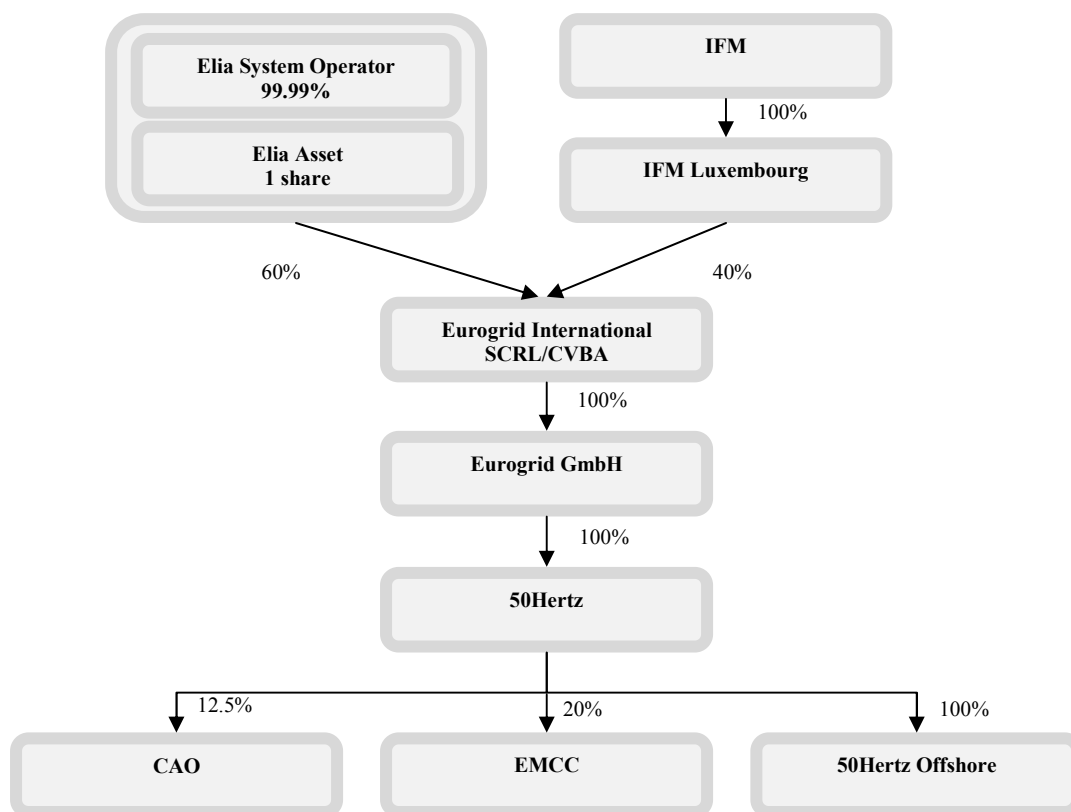 Elia System Operator
99.99%
Elia Asset
1 share
IFM
100%
IFM Luxembourg
60%
40%
Eurogrid International
SCRL/CVBA
100%
Eurogrid GmbH
100%
50Hertz
12.5%
20%
100%
CAO
EMCC
50Hertz Offshore